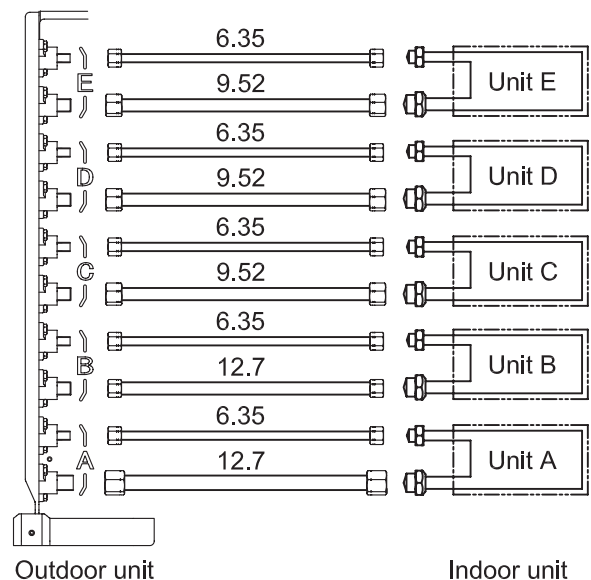 6.35
E
9.52
Unit E
6.35
D
9.52
Unit D
6.35
C
9.52
Unit C
6.35
B
12.7
Unit B
6.35
A
12.7
Unit A
Outdoor unit
Indoor unit